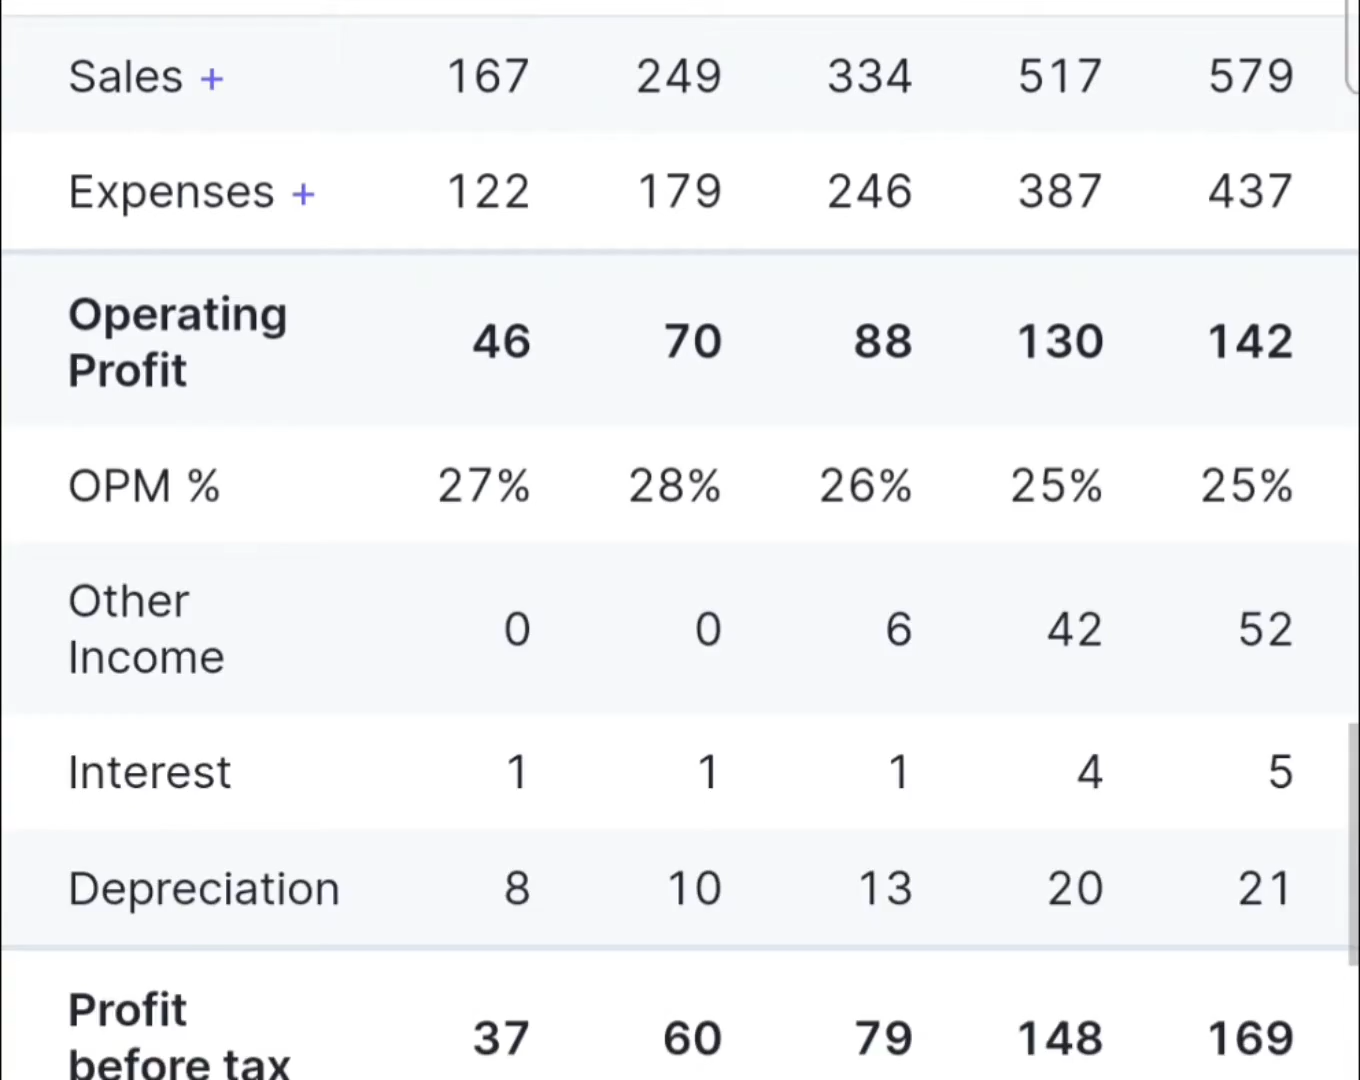 Sales + 167 249 334 517 579
Expenses + 122 179 246 387 437
Operating
Profit 46 70 88 130 142
OPM % 27% 28% 26% 25% 25%
Other
Income 0 0 6 42 52
Interest 1 1 1 4 5
Depreciation 8 10 13 20 21
Profit
before tax 37 60 79 148 169